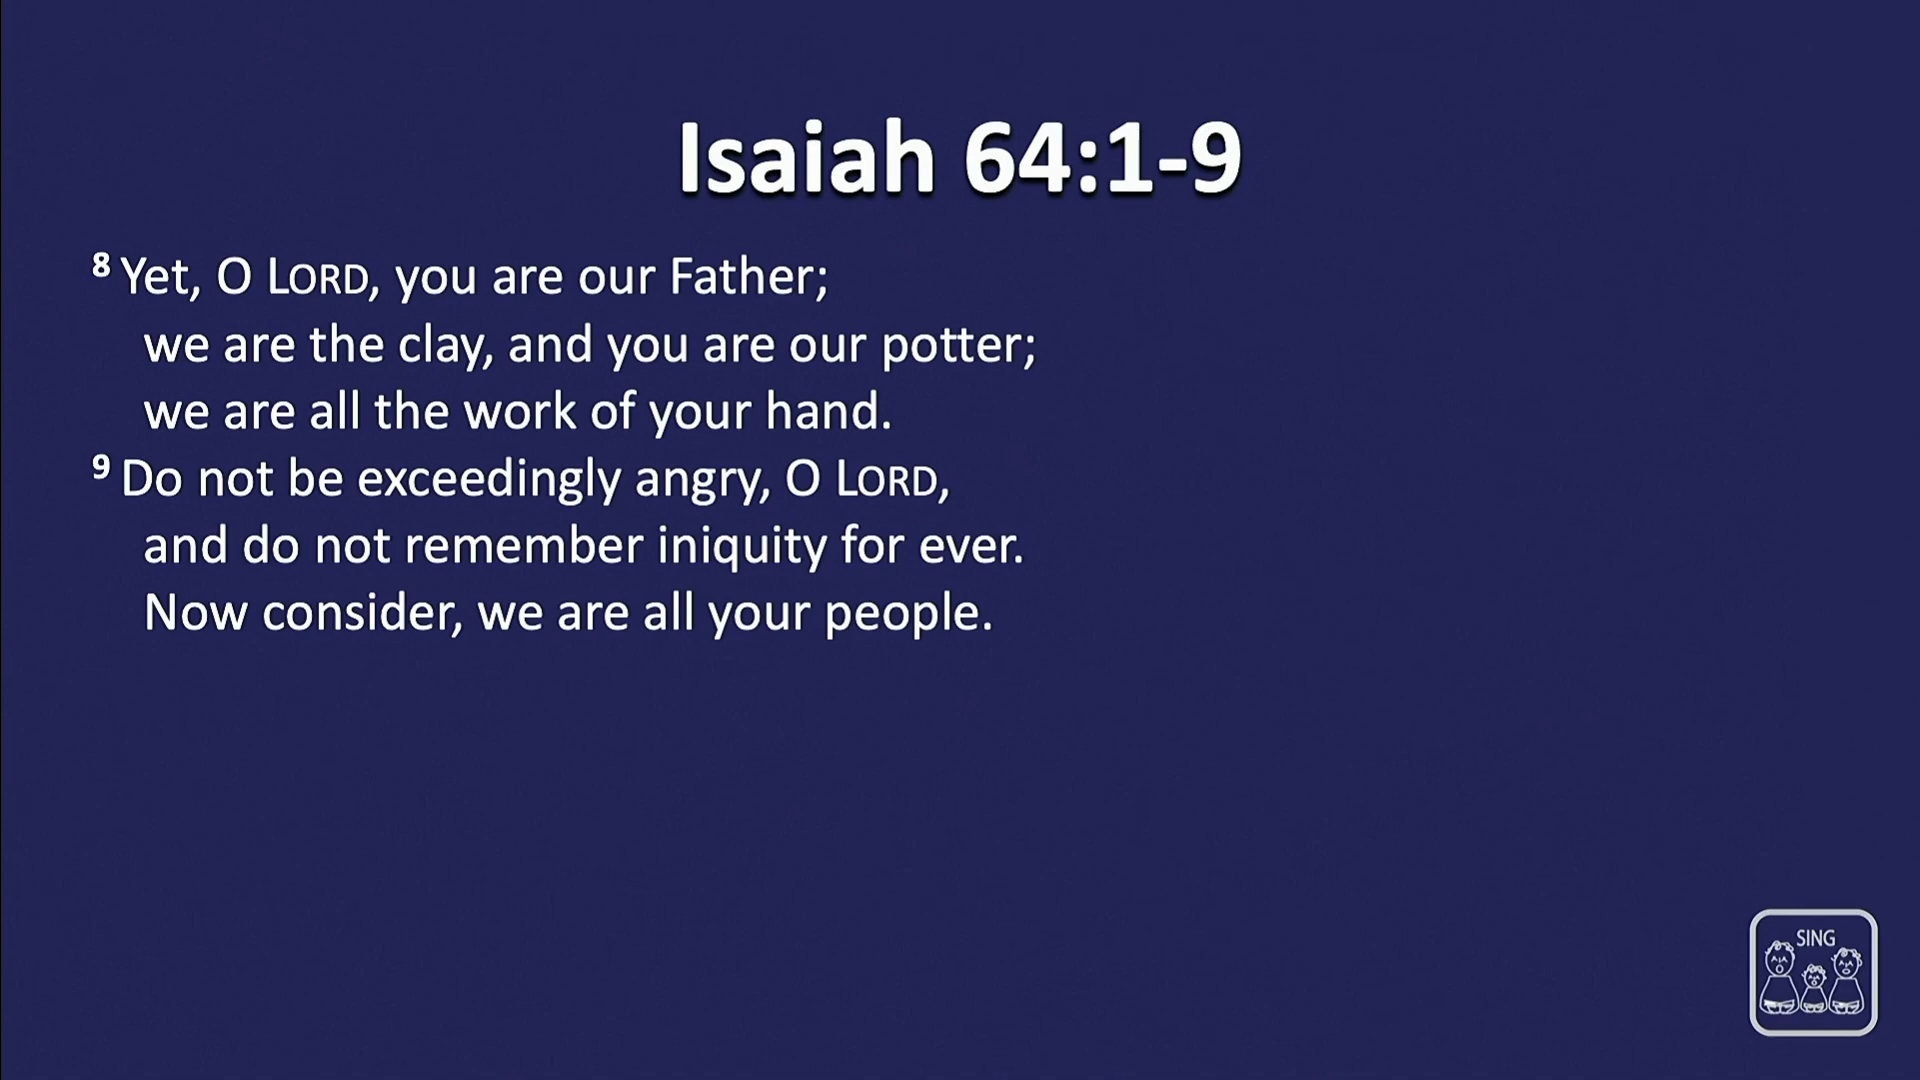 Isaiah 64:1-9
8 Yet, O LORD, you are our Father;
we are the clay, and you are our potter;
we are all the work of your hand.
9 Do not be exceedingly angry, O LORD,
and do not remember iniquity for ever.
Now consider, we are all your people.
SING